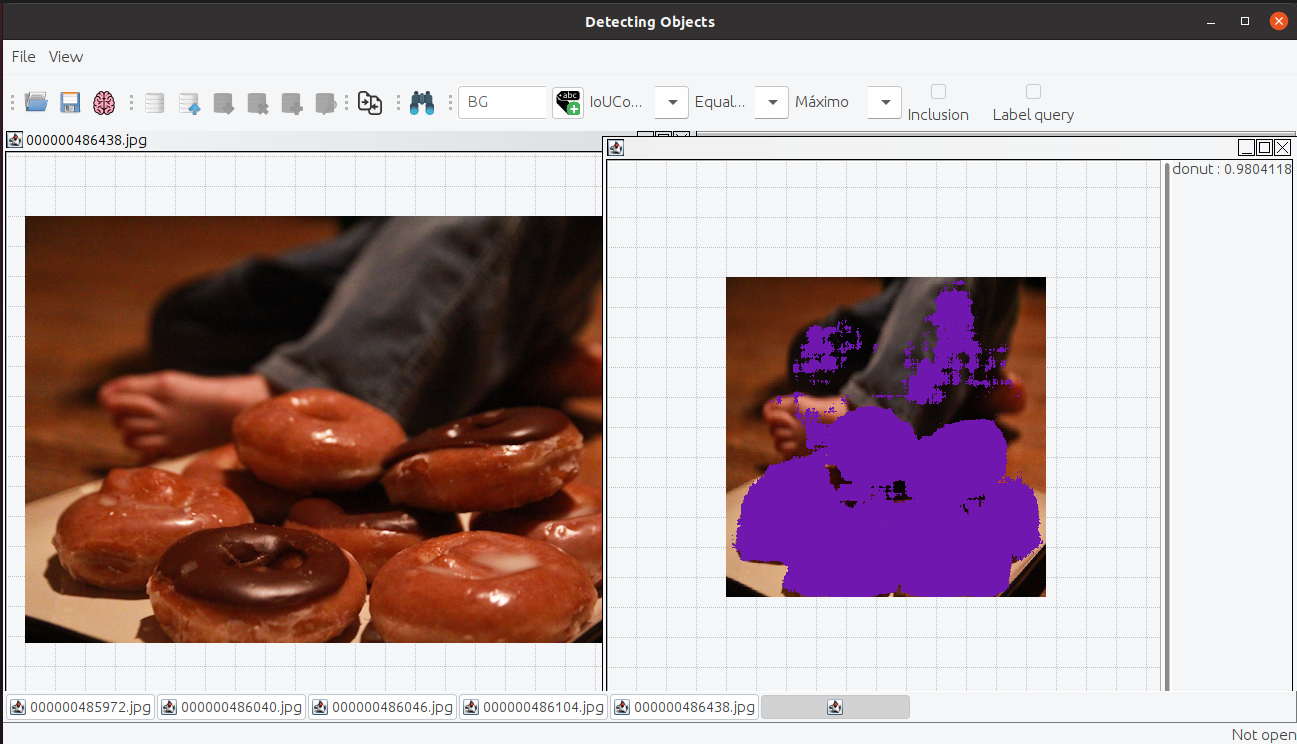 Detecting Objects
File View
BG IoUCo... Equal... Máximo Inclusion Label query
abc
000000486438.jpg
donut : 0.9804118
000000485972.jpg 000000486040.jpg 000000486046.jpg 000000486104.jpg 000000486438.jpg
Not open